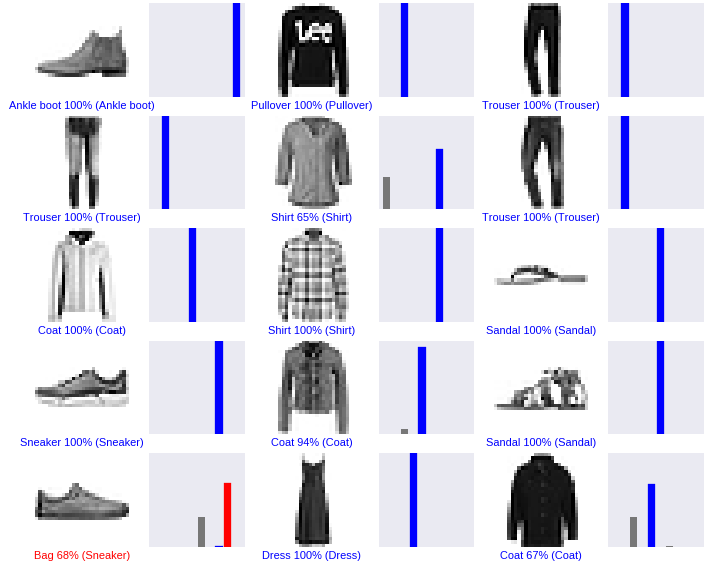 Lee
Ankle boot 100% (Ankle boot)
Pullover 100% (Pullover)
Trouser 100% (Trouser)
Trouser 100% (Trouser)
Shirt 65% (Shirt)
Trouser 100% (Trouser)
Coat 100% (Coat)
Shirt 100% (Shirt)
Sandal 100% (Sandal)
Sneaker 100% (Sneaker)
Coat 94% (Coat)
Sandal 100% (Sandal)
Bag 68% (Sneaker)
Dress 100% (Dress)
Coat 67% (Coat)